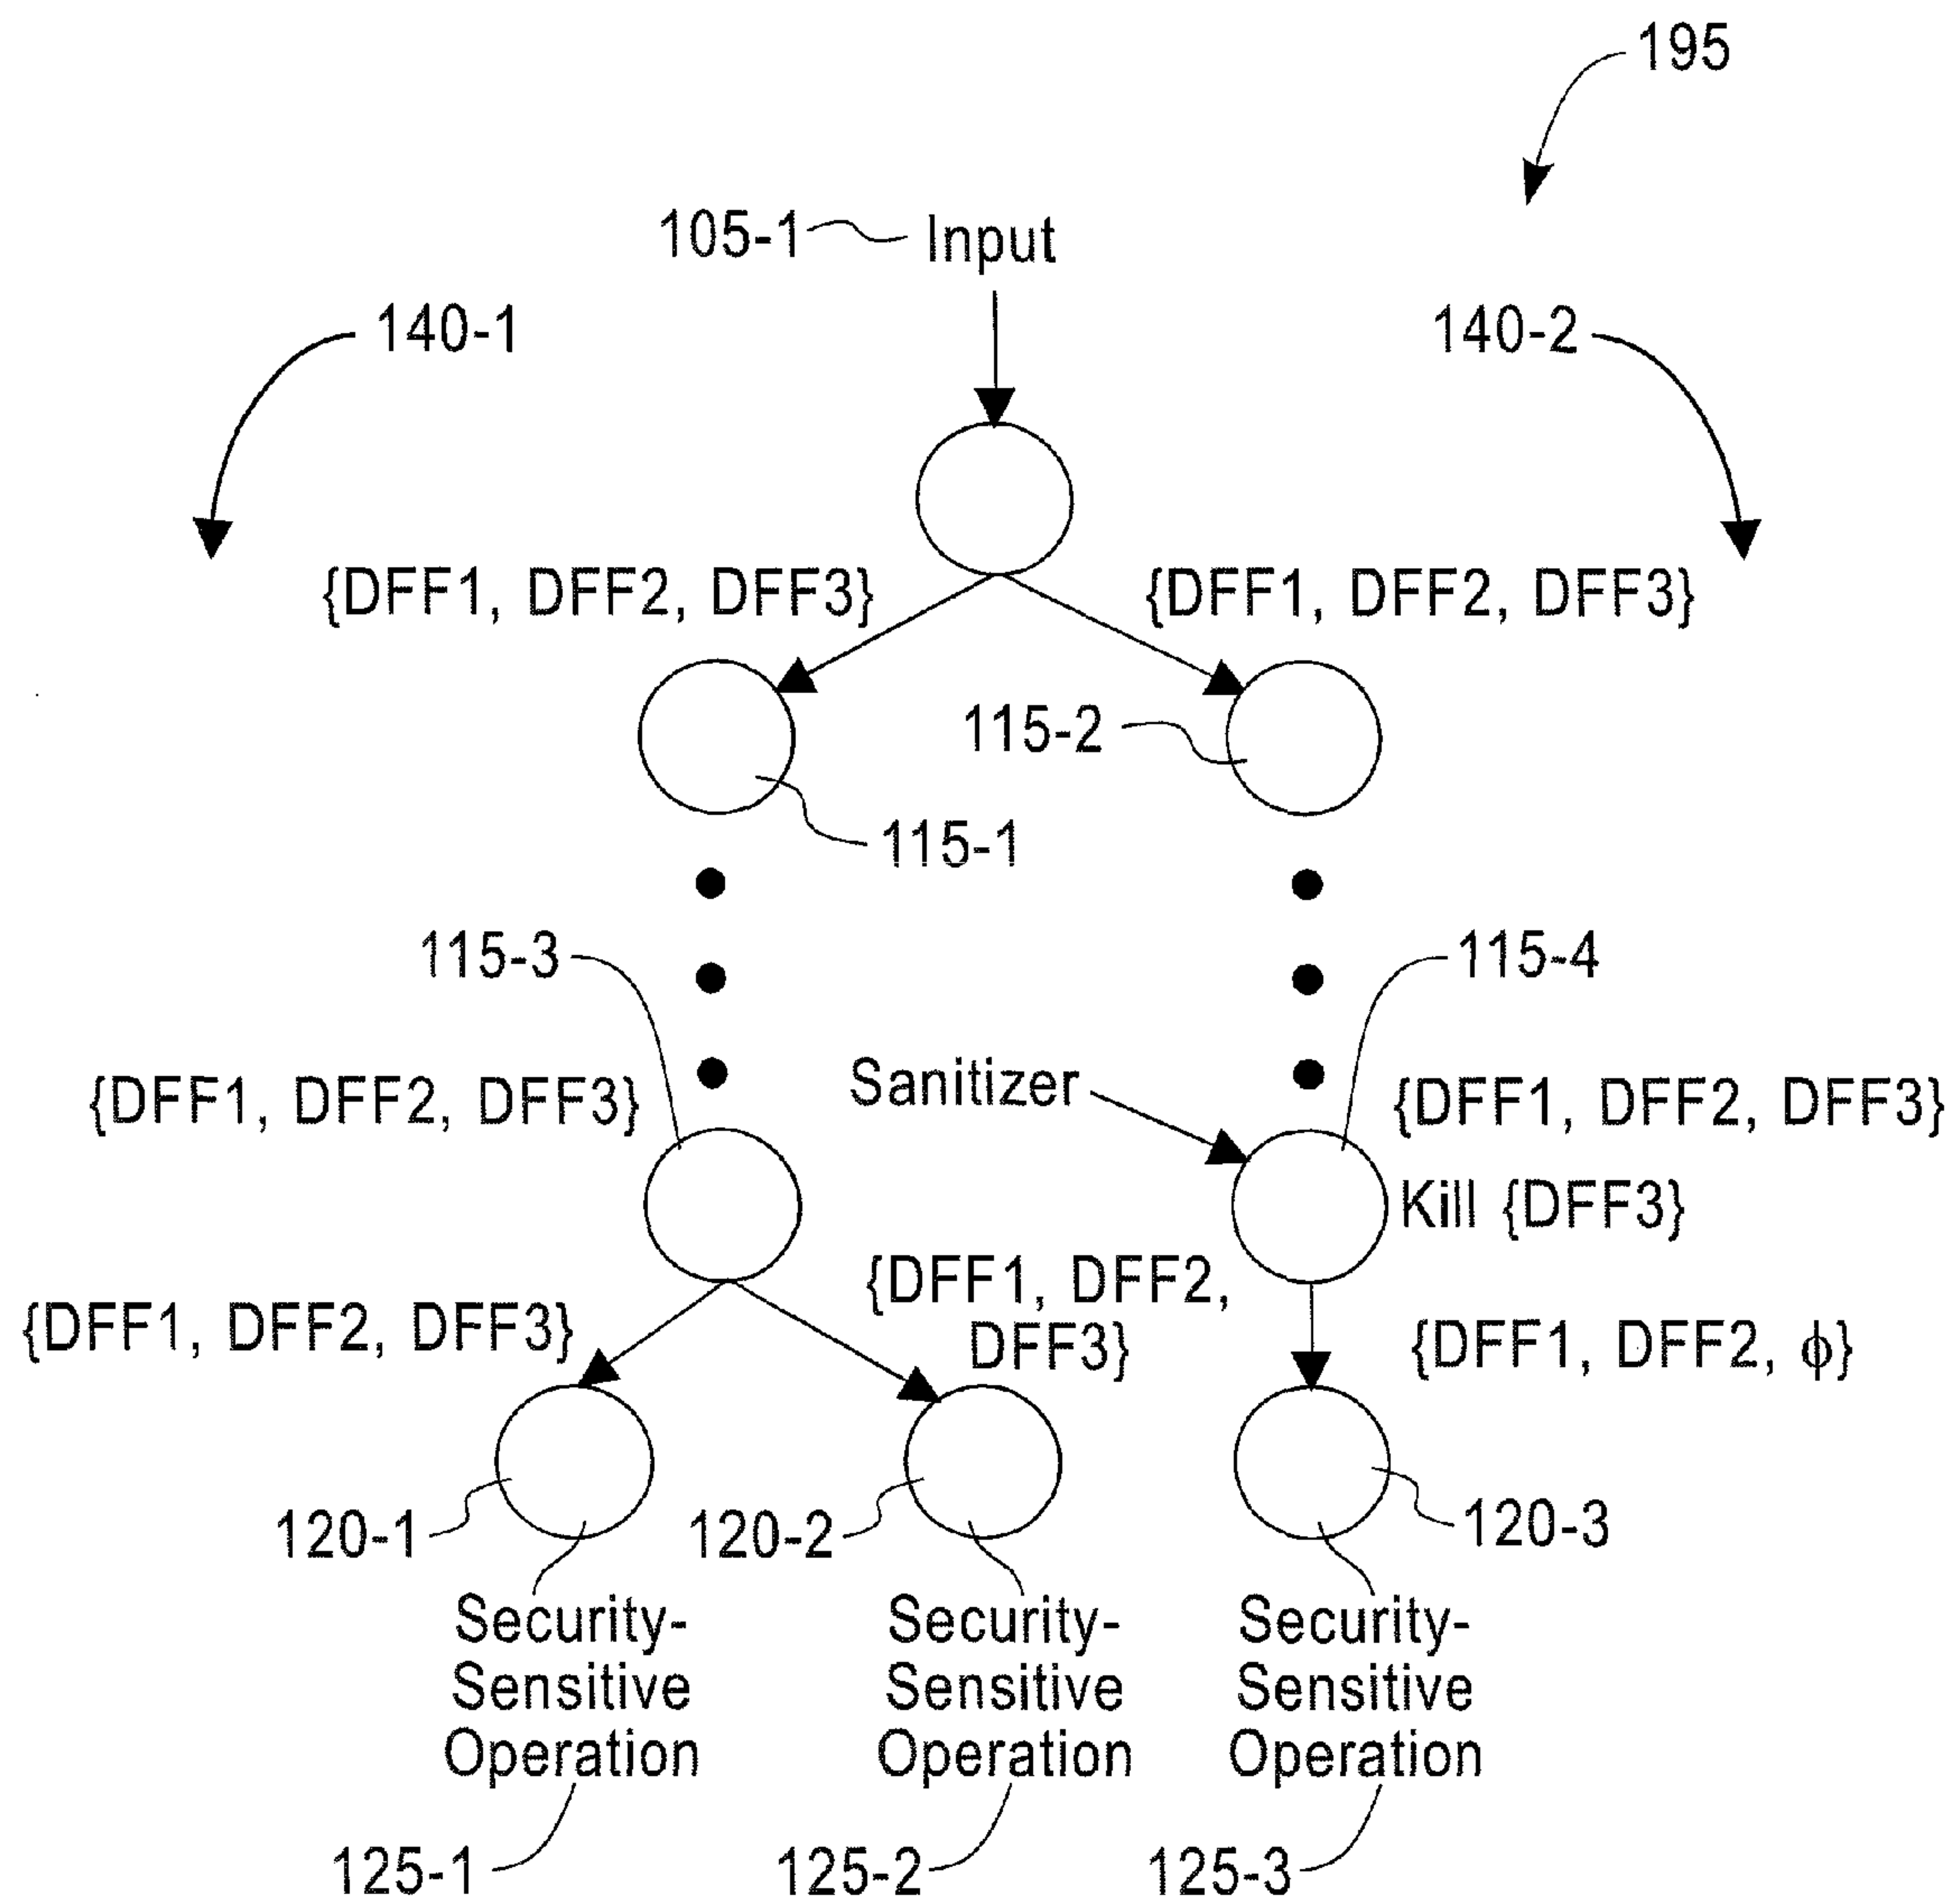 195
105-1 Input
140-1
140-2
{DFF1, DFF2, DFF3}
{DFF1, DFF2, DFF3}
115-2
115-1
115-3
115-4
Sanitizer
{DFF1, DFF2, DFF3}
{DFF1, DFF2, DFF3}
Kill {DFF3}
{DFF1, DFF2, DFF3}
{DFF1, DFF2,
DFF3}
{DFF1, DFF2, ϕ}
120-1
120-2
120-3
Security-
Sensitive
Operation
Security-
Sensitive
Operation
Security-
Sensitive
Operation
125-1
125-2
125-3